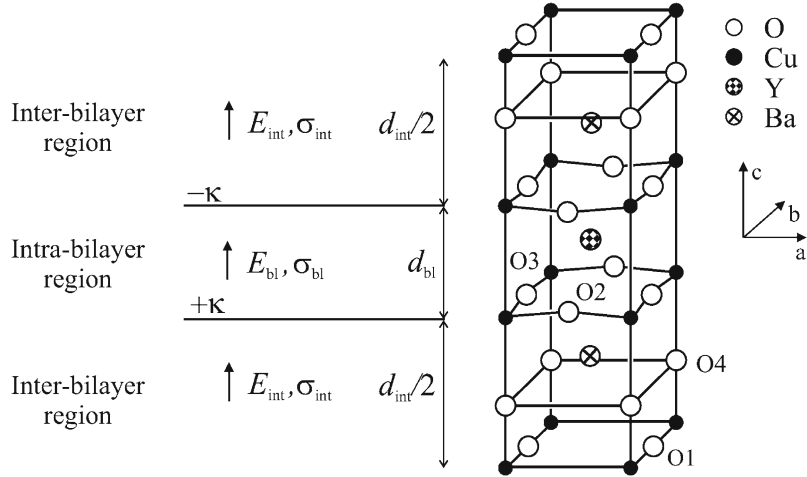 Inter-bilayer
region
E_int, σ_int
d_int/2
−κ
Intra-bilayer
region
E_bl, σ_bl
d_bl
+κ
Inter-bilayer
region
E_int, σ_int
d_int/2
O3
O2
O4
O1
O
Cu
Y
Ba
c
b
a